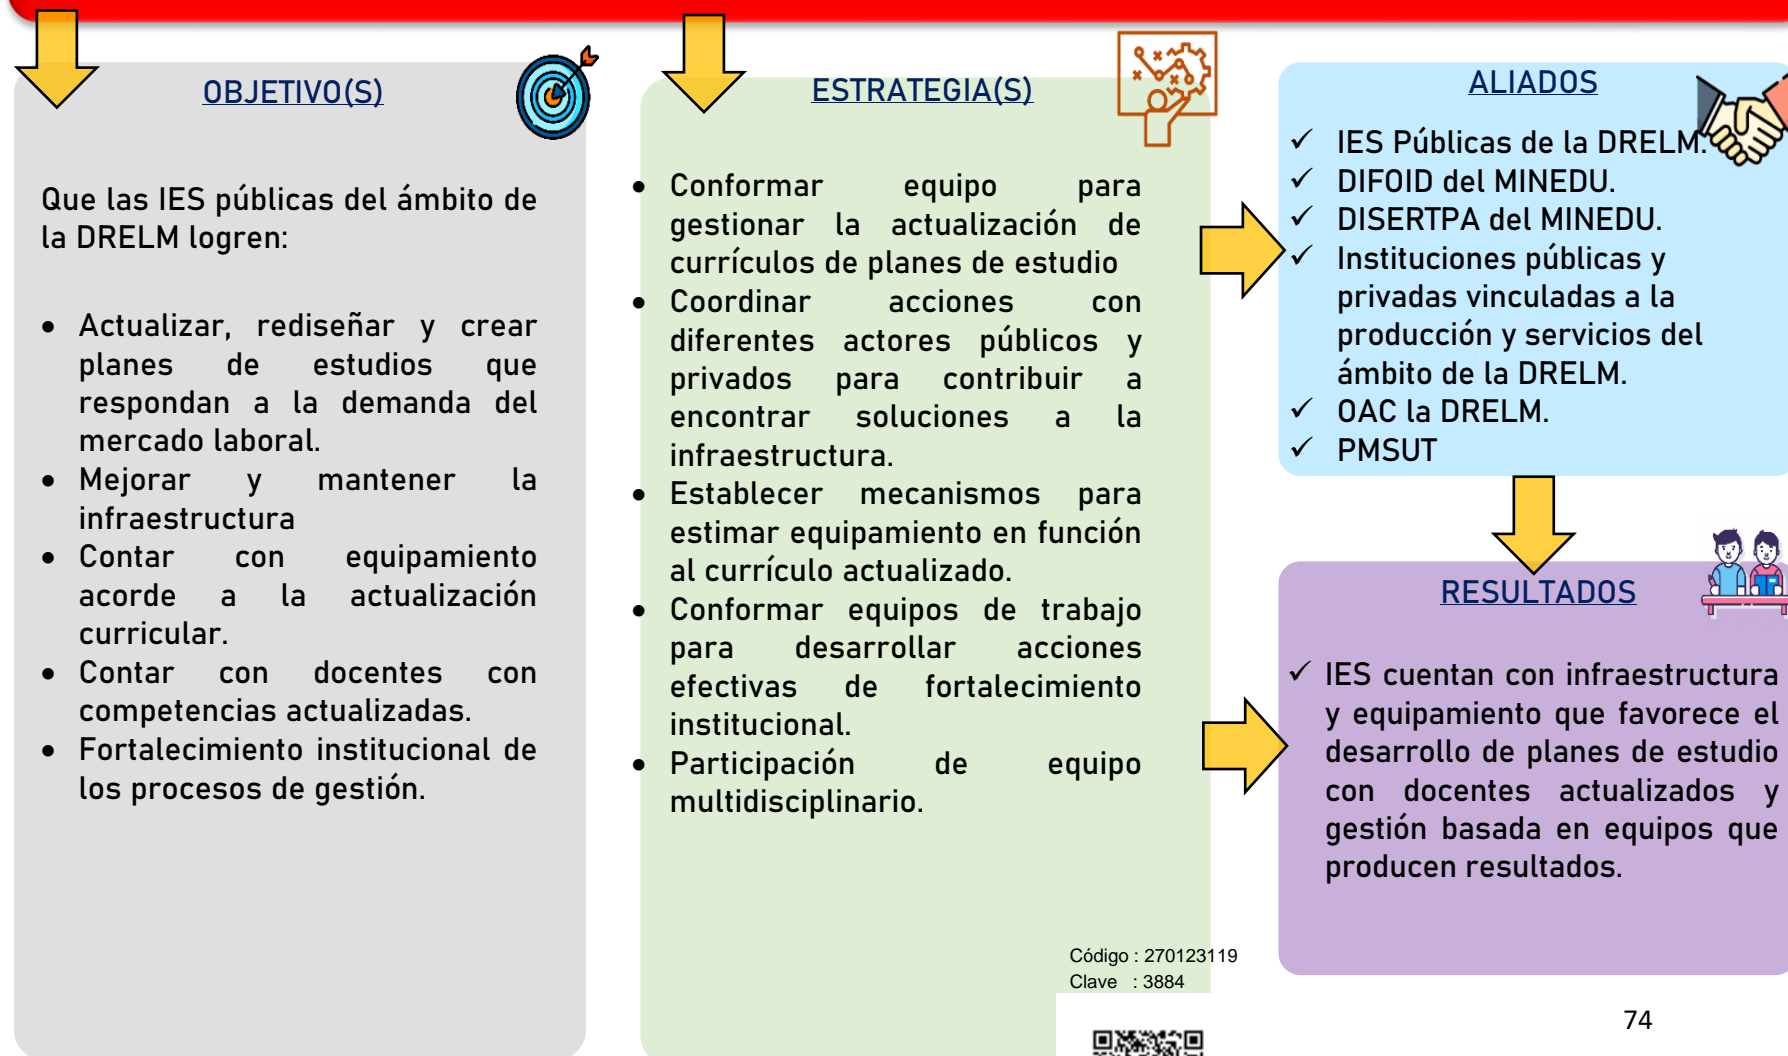 OBJETIVO(S)
Que las IES públicas del ámbito de
la DRELM logren:
• Actualizar, rediseñar y crear
planes de estudios que
respondan a la demanda del
mercado laboral.
• Mejorar y mantener la
infraestructura
• Contar con equipamiento
acorde a la actualización
curricular.
• Contar con docentes con
competencias actualizadas.
• Fortalecimiento institucional de
los procesos de gestión.
ESTRATEGIA(S)
• Conformar equipo para
gestionar la actualización de
currículos de planes de estudio
• Coordinar acciones con
diferentes actores públicos y
privados para contribuir a
encontrar soluciones a la
infraestructura.
• Establecer mecanismos para
estimar equipamiento en función
al currículo actualizado.
• Conformar equipos de trabajo
para desarrollar acciones
efectivas de fortalecimiento
institucional.
• Participación de equipo
multidisciplinario.
ALIADOS
✓ IES Públicas de la DRELM.
✓ DIFOID del MINEDU.
✓ DISERTPA del MINEDU.
✓ Instituciones públicas y
privadas vinculadas a la
producción y servicios del
ámbito de la DRELM.
✓ OAC la DRELM.
✓ PMSUT
RESULTADOS
✓ IES cuentan con infraestructura
y equipamiento que favorece el
desarrollo de planes de estudio
con docentes actualizados y
gestión basada en equipos que
producen resultados.
Código : 270123119
Clave : 3884
74